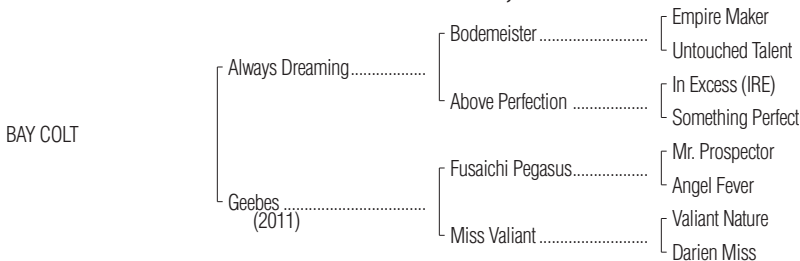 BAY COLT
Always Dreaming..................
Geebes ..................................
(2011)
Bodemeister ..........................
Above Perfection ..................
Fusaichi Pegasus..................
Miss Valiant ..........................
Empire Maker
Untouched Talent
In Excess (IRE)
Something Perfect
Mr. Prospector
Angel Fever
Valiant Nature
Darien Miss